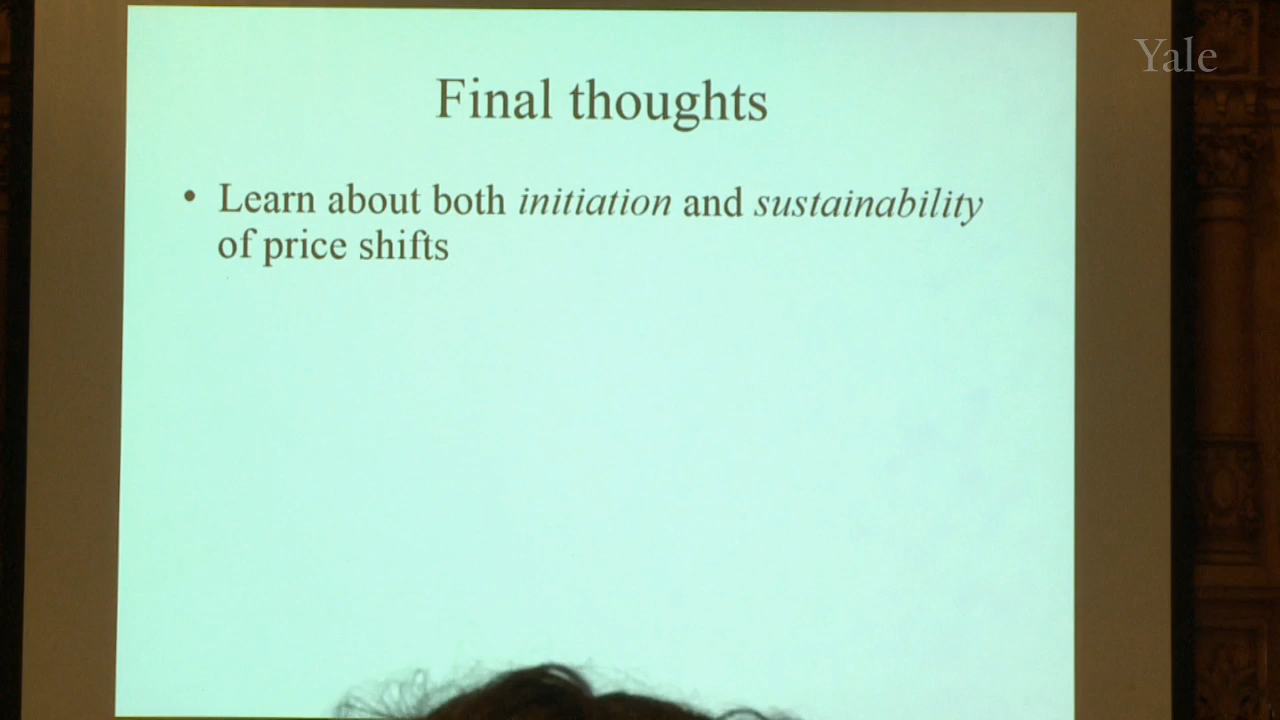 Yale
Final thoughts
• Learn about both initiation and sustainability
of price shifts